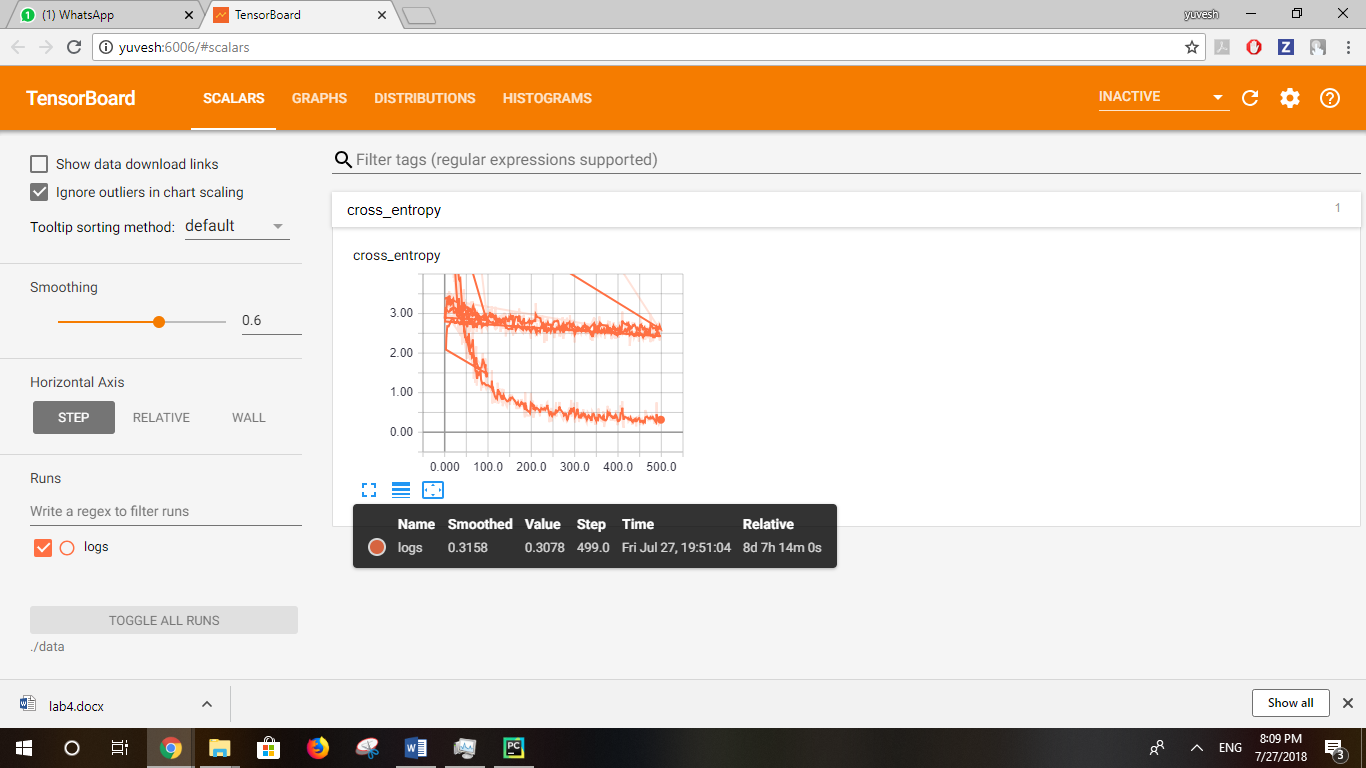 (1) WhatsApp
TensorBoard
yuvesh
yuvesh:6006/#scalars
TensorBoard
SCALARS GRAPHS DISTRIBUTIONS HISTOGRAMS
INACTIVE
Show data download links
Ignore outliers in chart scaling
Tooltip sorting method: default
Smoothing
0.6
Horizontal Axis
STEP RELATIVE WALL
Runs
Write a regex to filter runs
logs
TOGGLE ALL RUNS
./data
Filter tags (regular expressions supported)
cross_entropy 1
cross_entropy
3.00
2.00
1.00
0.00
0.000 100.0 200.0 300.0 400.0 500.0
Name Smoothed Value Step Time Relative
logs 0.3158 0.3078 499.0 Fri Jul 27, 19:51:04 8d 7h 14m 0s
lab4.docx
Show all
ENG
8:09 PM
7/27/2018
3